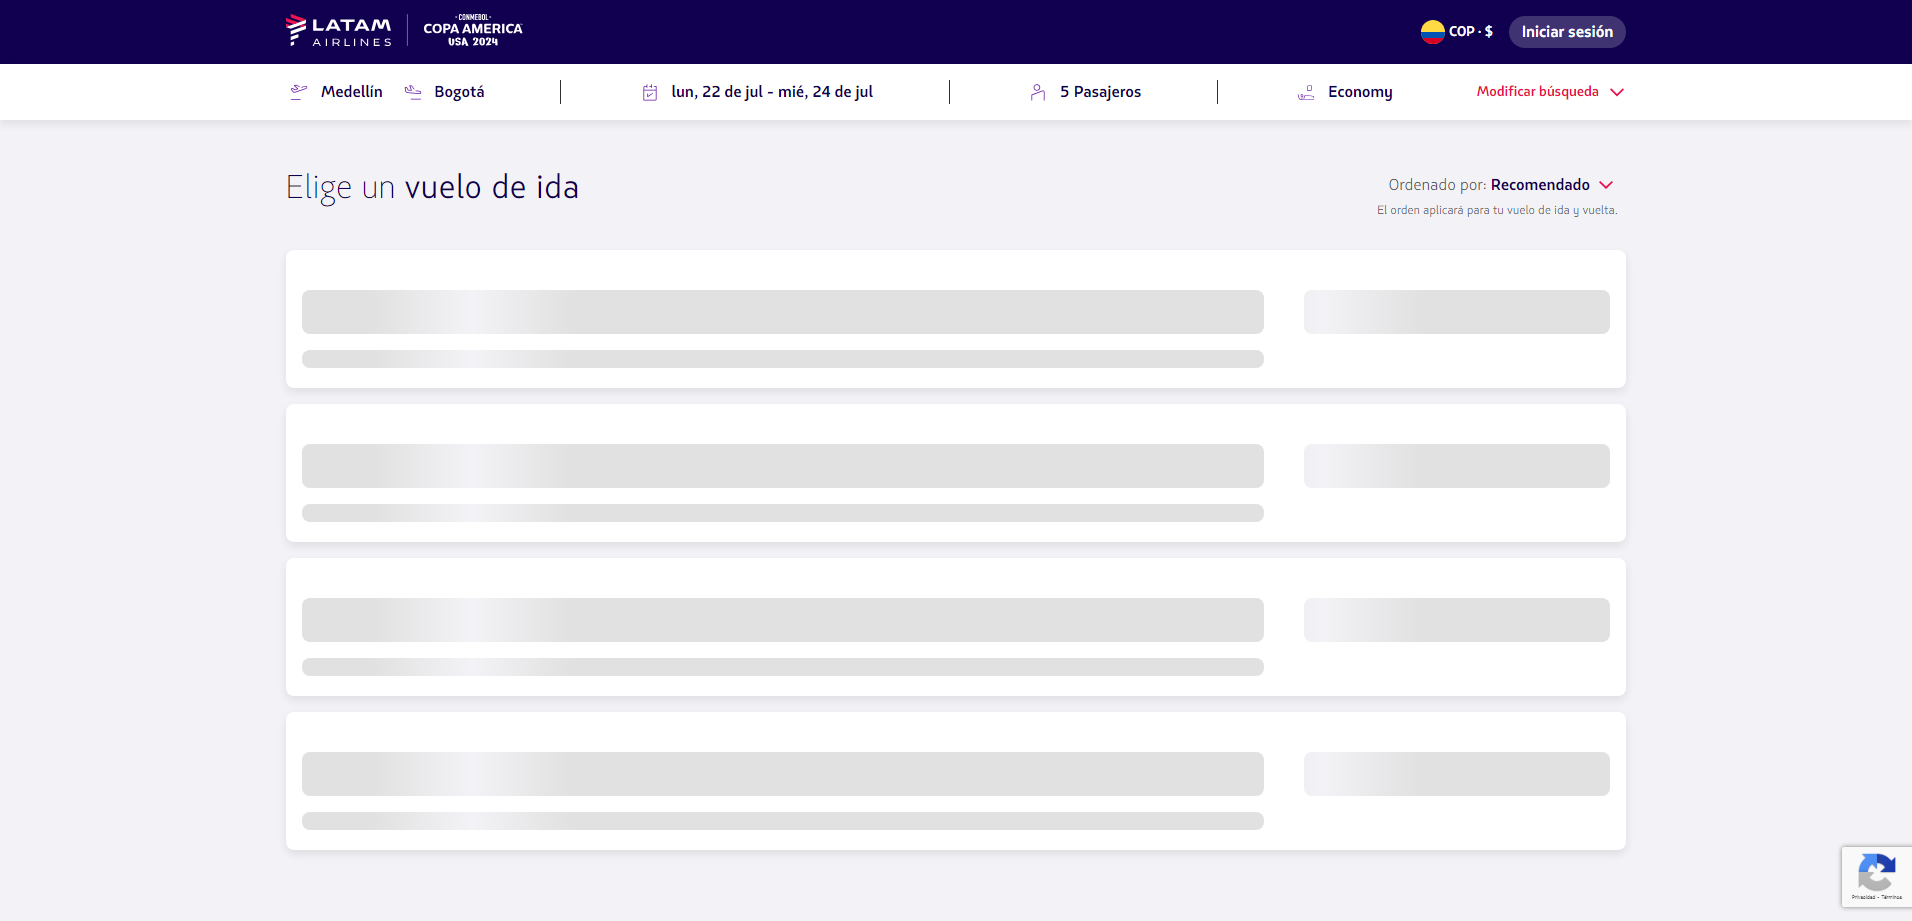 LATAM
AIRLINES
·CONMEBOL·
COPA AMERICA
USA 2024
COP · $
Iniciar sesión
Medellín
Bogotá
lun, 22 de jul - mié, 24 de jul
5 Pasajeros
Economy
Modificar búsqueda
Elige un vuelo de ida
Ordenado por: Recomendado
El orden aplicará para tu vuelo de ida y vuelta.
Privacidad - Términos